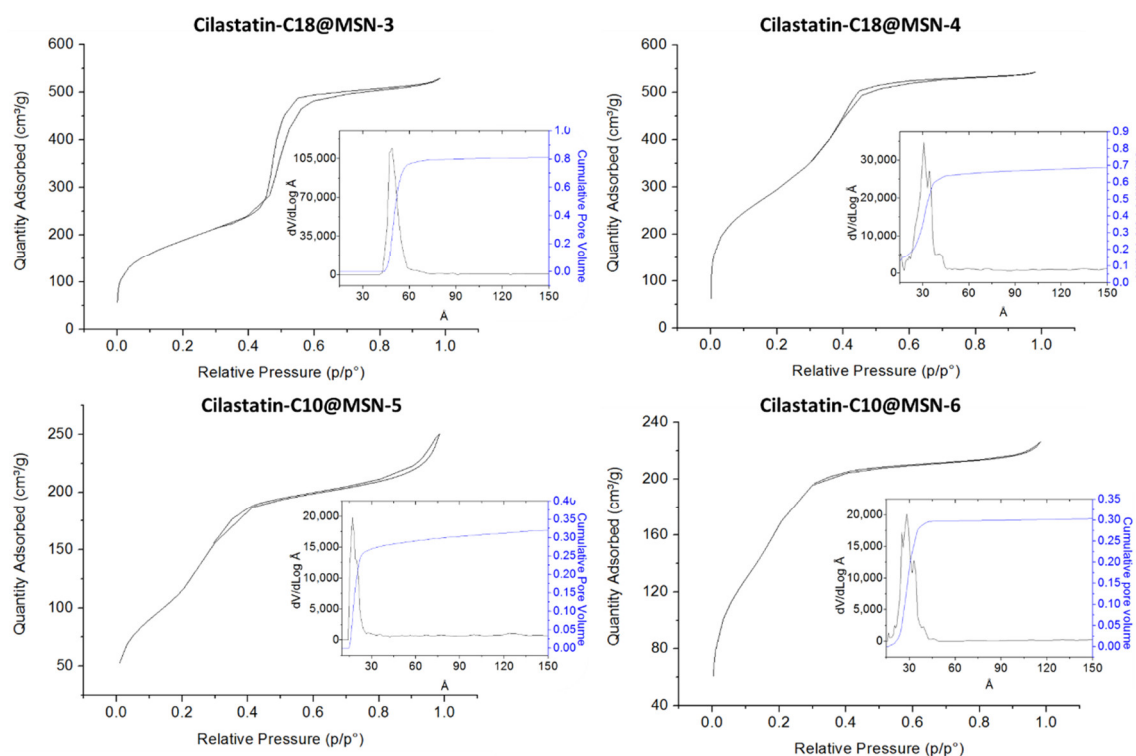 Cilastatin-C18@MSN-3
600
500
400
300
200
100
0
Quantity Adsorbed (cm³/g)
0.0 0.2 0.4 0.6 0.8 1.0
Relative Pressure (p/p°)
105,000
70,000
35,000
0
dV/dLog Å
30 60 90 120 150
Å
1.0
0.8
0.6
0.4
0.2
0.0
Cumulative Pore Volume
Cilastatin-C18@MSN-4
600
500
400
300
200
100
0
Quantity Adsorbed (cm³/g)
0.0 0.2 0.4 0.6 0.8 1.0
Relative Pressure (p/p°)
30,000
20,000
10,000
0
dV/dLog Å
30 60 90 120 150
Å
0.9
0.8
0.7
0.6
0.5
0.4
0.3
0.2
0.1
0.0
Cilastatin-C10@MSN-5
250
200
150
100
50
Quantity Adsorbed (cm³/g)
0.0 0.2 0.4 0.6 0.8 1.0
Relative Pressure (p/p°)
20,000
15,000
10,000
5,000
0
dV/dLog Å
30 60 90 120 150
Å
0.40
0.35
0.30
0.25
0.20
0.15
0.10
0.05
0.00
Cumulative Pore Volume
Cilastatin-C10@MSN-6
240
200
160
120
80
40
Quantity Adsorbed (cm³/g)
0.0 0.2 0.4 0.6 0.8 1.0
Relative Pressure (p/p°)
20,000
15,000
10,000
5,000
0
dV/dLog Å
30 60 90 120 150
Å
0.35
0.30
0.25
0.20
0.15
0.10
0.05
0.00
Cumulative pore volume